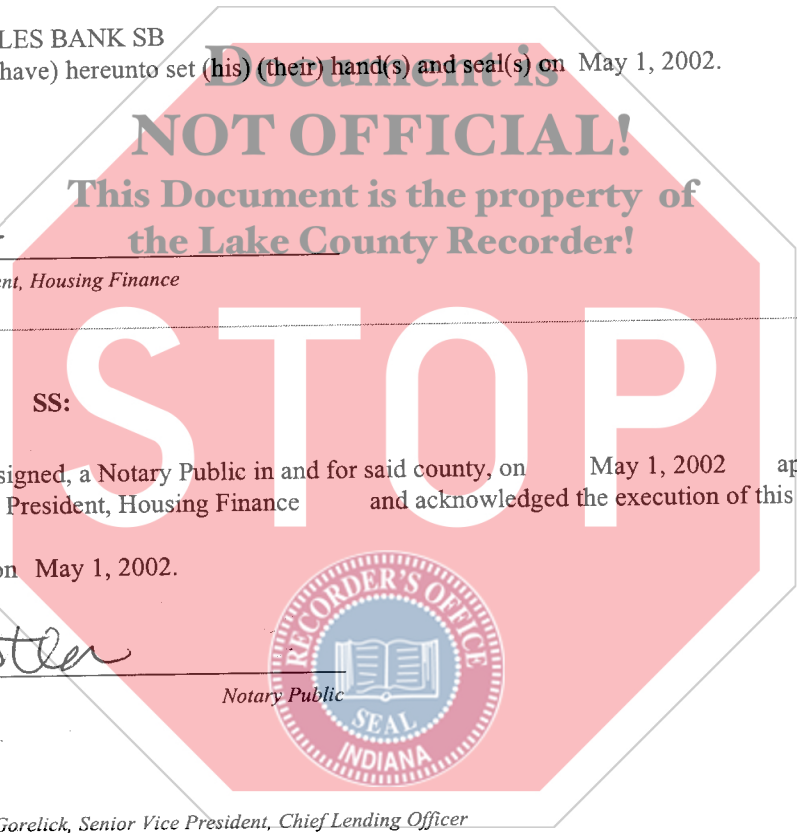 LES BANK SB
have) hereunto set (his) (their) hand(s) and seal(s) on May 1, 2002.
Document is
NOT OFFICIAL!
This Document is the property of
the Lake County Recorder!
nt, Housing Finance
STOP
SS:
signed, a Notary Public in and for said county, on May 1, 2002 ap
President, Housing Finance and acknowledged the execution of this
on May 1, 2002.
Notary Public
RECORDER'S OFFICE
SEAL
INDIANA
Gorelick, Senior Vice President, Chief Lending Officer